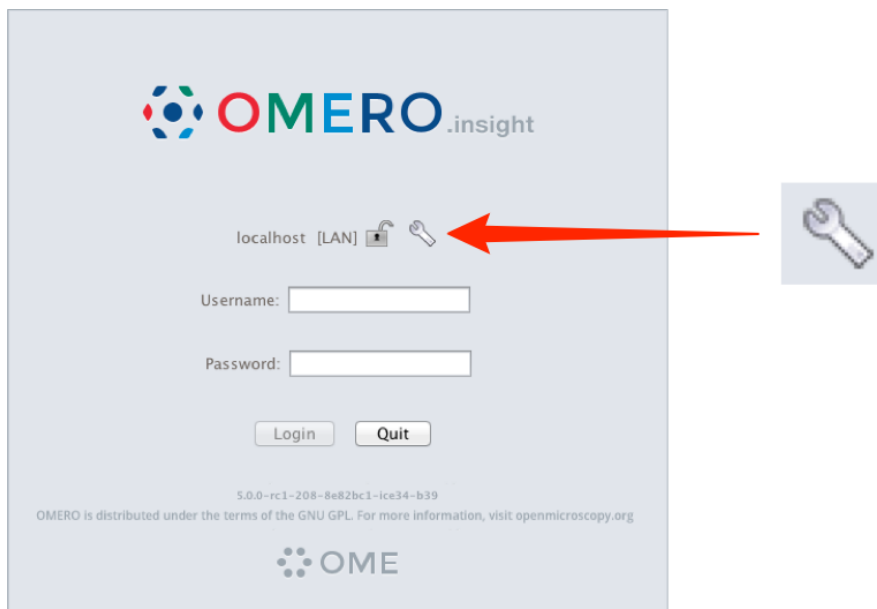 OMERO.insight
localhost [LAN]
Username:
Password:
Login Quit
5.0.0-rc1-208-8e82bc1-ice34-b39
OMERO is distributed under the terms of the GNU GPL. For more information, visit openmicroscopy.org
OME